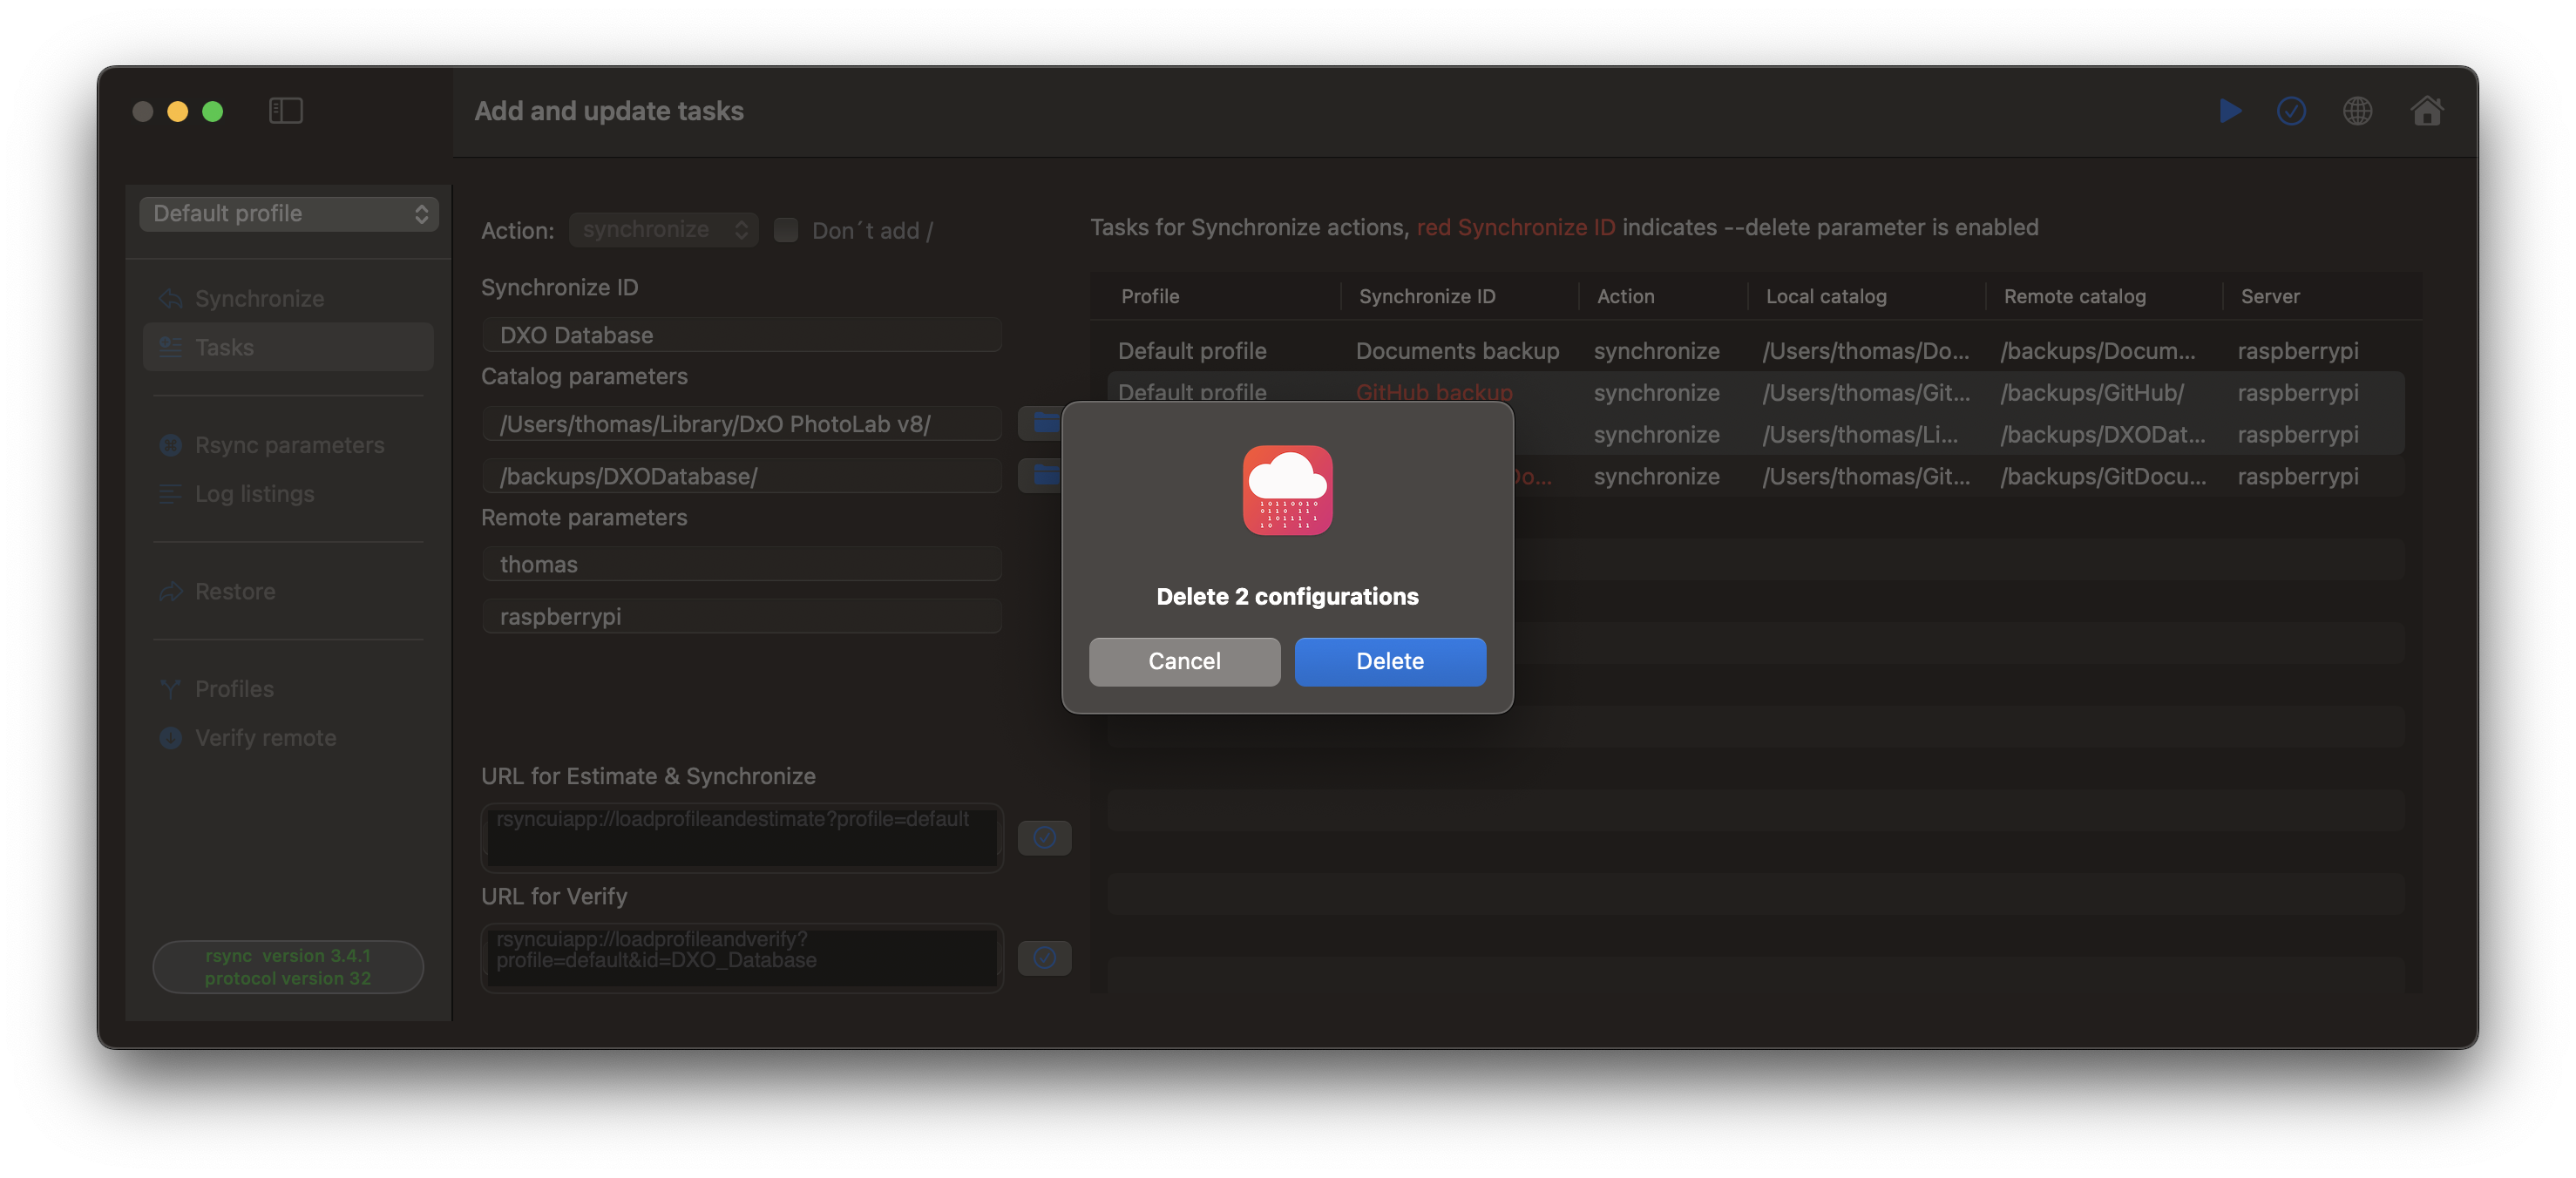 Add and update tasks
Default profile
Synchronize
Tasks
Rsync parameters
Log listings
Restore
Profiles
Verify remote
rsync version 3.4.1
protocol version 32
Action: synchronize Don´t add /
Synchronize ID
DXO Database
Catalog parameters
/Users/thomas/Library/DxO PhotoLab v8/
/backups/DXODatabase/
Remote parameters
thomas
raspberrypi
URL for Estimate & Synchronize
rsyncuiapp://loadprofileandestimate?profile=default
URL for Verify
rsyncuiapp://loadprofileandverify?
profile=default&id=DXO_Database
Tasks for Synchronize actions, red Synchronize ID indicates --delete parameter is enabled
Profile Synchronize ID Action Local catalog Remote catalog Server
Default profile Documents backup synchronize /Users/thomas/Do... /backups/Docum... raspberrypi
Default profile GitHub backup synchronize /Users/thomas/Git... /backups/GitHub/ raspberrypi
synchronize /Users/thomas/Li... /backups/DXODat... raspberrypi
Do... synchronize /Users/thomas/Git... /backups/GitDocu... raspberrypi
Delete 2 configurations
Cancel Delete